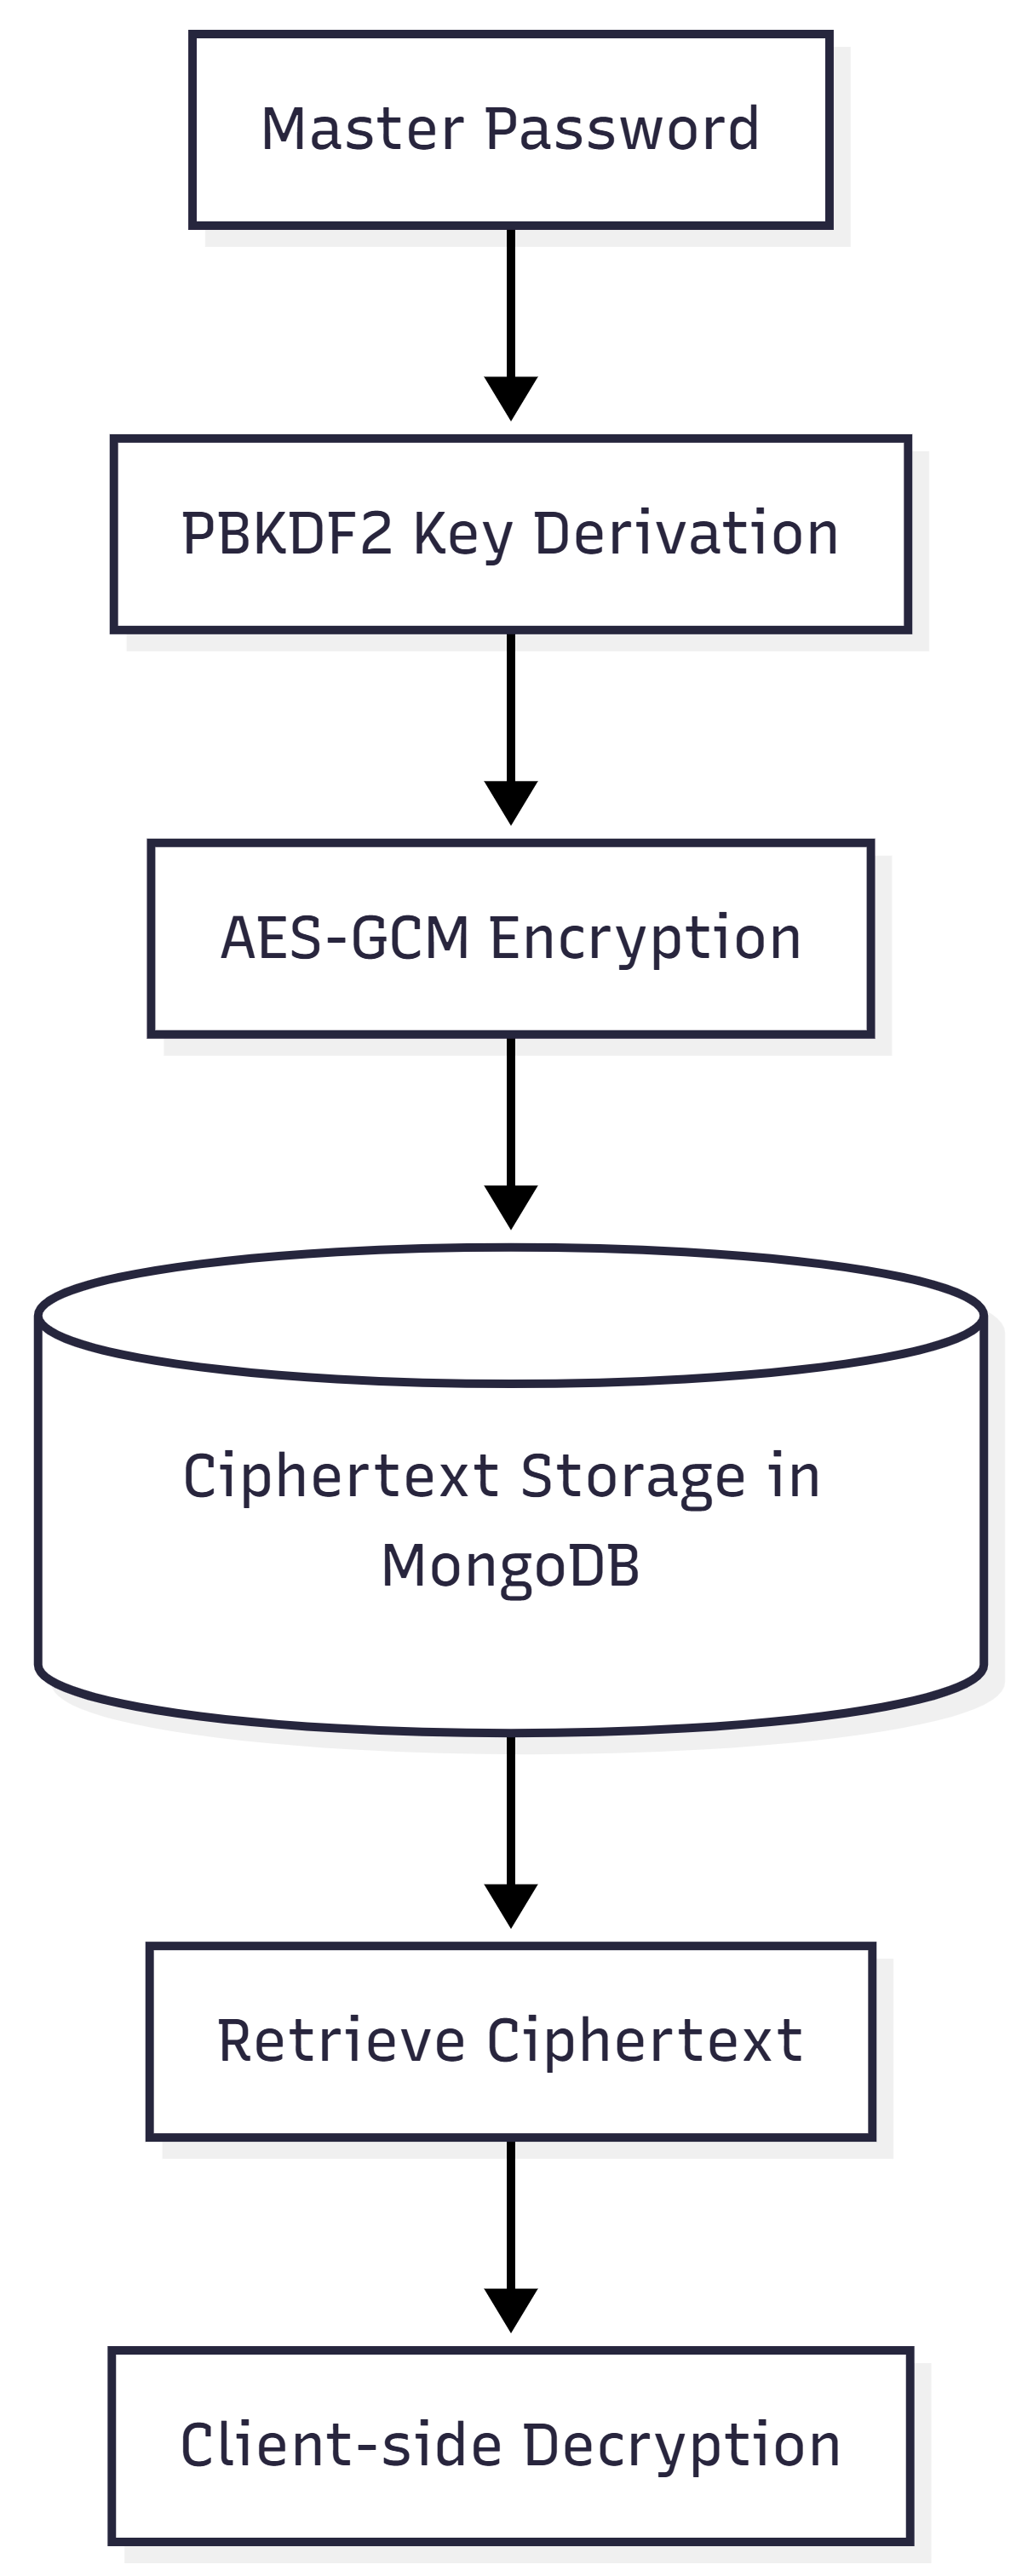 Master Password
PBKDF2 Key Derivation
AES-GCM Encryption
Ciphertext Storage in
MongoDB
Retrieve Ciphertext
Client-side Decryption